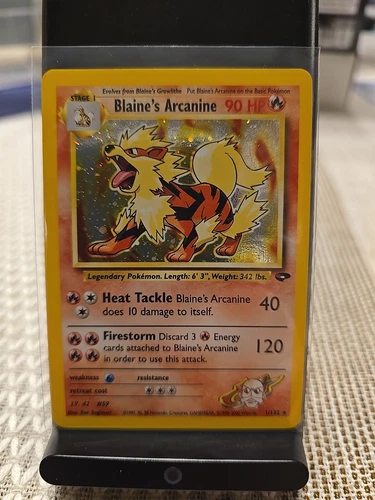 Evolves from Blaine's Growlithe Put Blaine's Arcanine on the Basic Pokémon
STAGE 1
Blaine's Arcanine 90 HP
Legendary Pokémon. Length: 6' 3", Weight: 342 lbs.
Heat Tackle Blaine's Arcanine 40
does 10 damage to itself.
Firestorm Discard 3 Energy
cards attached to Blaine's Arcanine 120
in order to use this attack.
weakness resistance
retreat cost
1/132